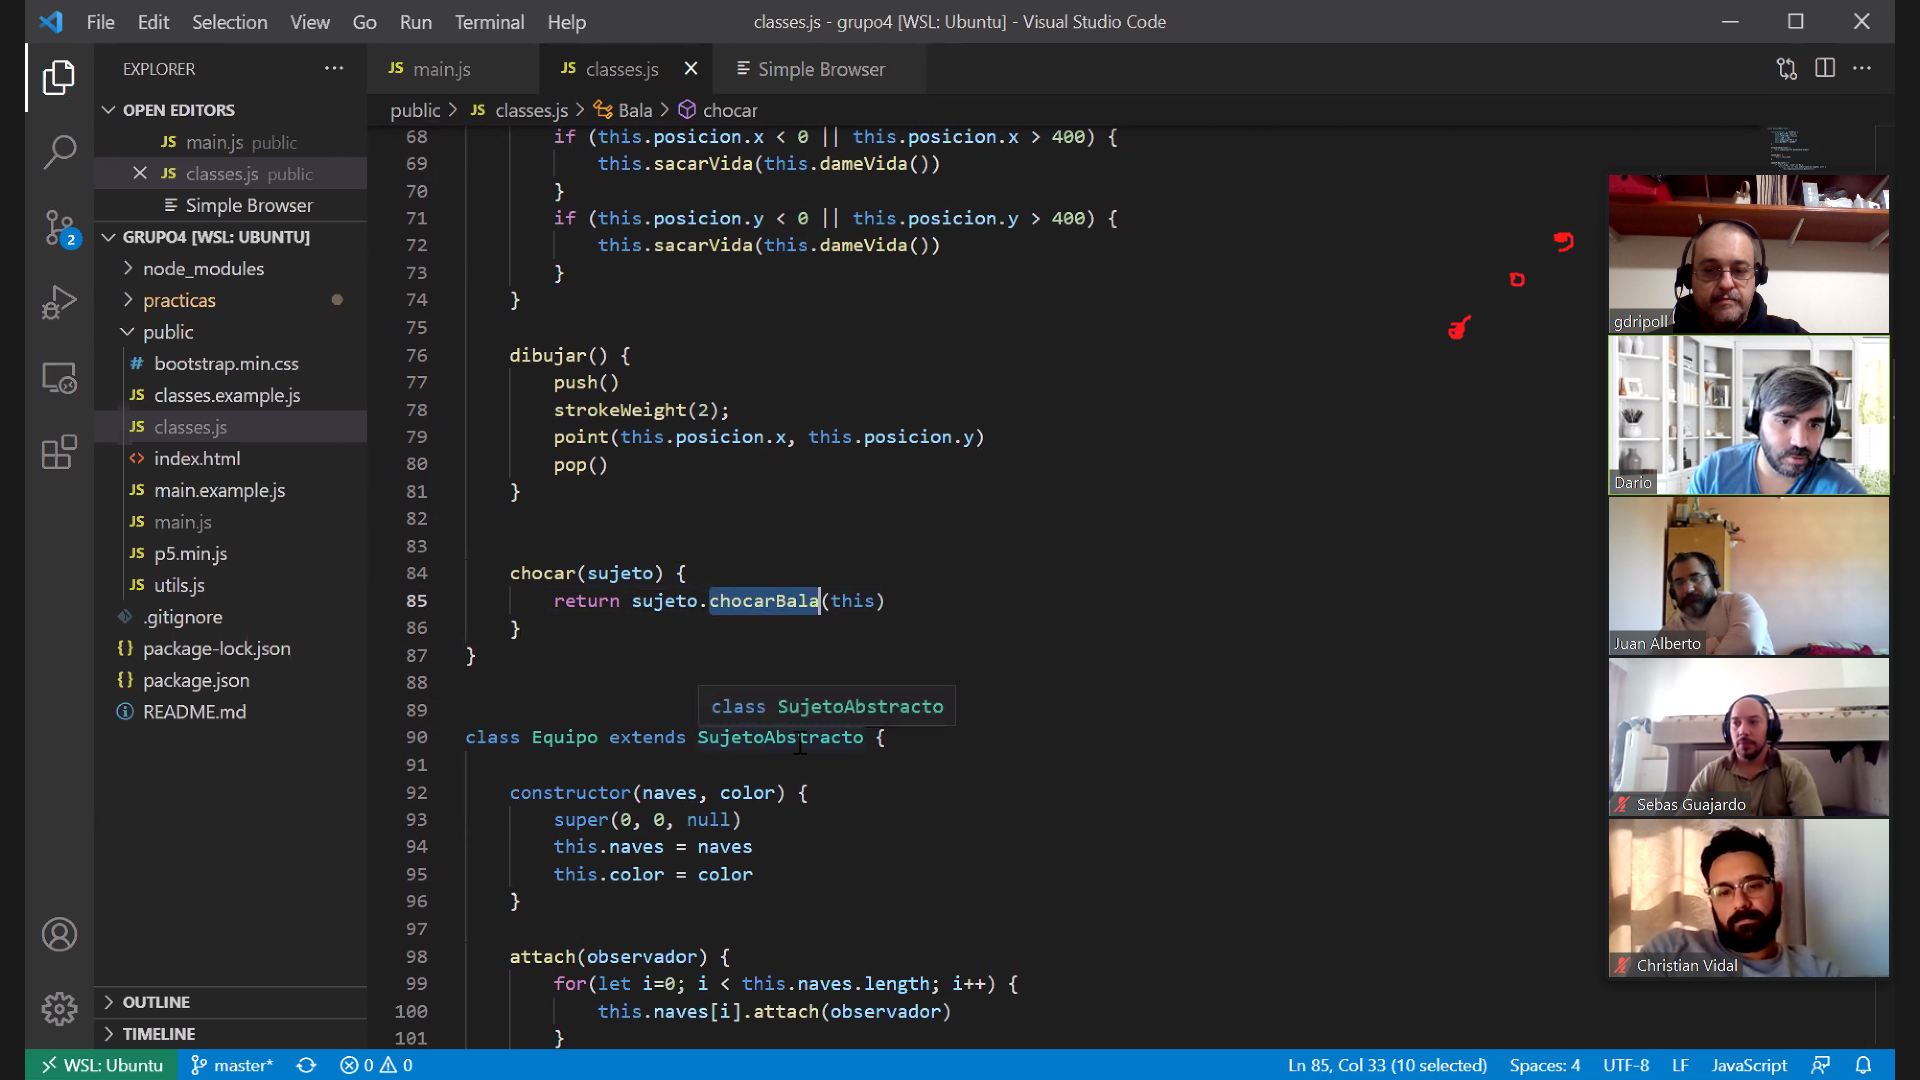 File Edit Selection View Go Run Terminal Help
classes.js - grupo4 [WSL: Ubuntu] - Visual Studio Code
EXPLORER
OPEN EDITORS
JS main.js public
JS classes.js public
Simple Browser
GRUPO4 [WSL: UBUNTU]
node_modules
practicas
public
# bootstrap.min.css
JS classes.example.js
JS classes.js
<> index.html
JS main.example.js
JS main.js
JS p5.min.js
JS utils.js
.gitignore
{} package-lock.json
{} package.json
README.md
OUTLINE
TIMELINE
2
JS main.js
JS classes.js
Simple Browser
public > JS classes.js > Bala > chocar
68 if (this.posicion.x < 0 || this.posicion.x > 400) {
69 this.sacarVida(this.dameVida())
70 }
71 if (this.posicion.y < 0 || this.posicion.y > 400) {
72 this.sacarVida(this.dameVida())
73 }
74 }
75
76 dibujar() {
77 push()
78 strokeWeight(2);
79 point(this.posicion.x, this.posicion.y)
80 pop()
81 }
82
83
84 chocar(sujeto) {
85 return sujeto.chocarBala(this)
86 }
87 }
88
89
class SujetoAbstracto
90 class Equipo extends SujetoAbstracto {
91
92 constructor(naves, color) {
93 super(0, 0, null)
94 this.naves = naves
95 this.color = color
96 }
97
98 attach(observador) {
99 for(let i=0; i < this.naves.length; i++) {
100 this.naves[i].attach(observador)
101 }
gdripoll
Dario
Juan Alberto
Sebas Guajardo
Christian Vidal
WSL: Ubuntu master* 0 0
Ln 85, Col 33 (10 selected) Spaces: 4 UTF-8 LF JavaScript